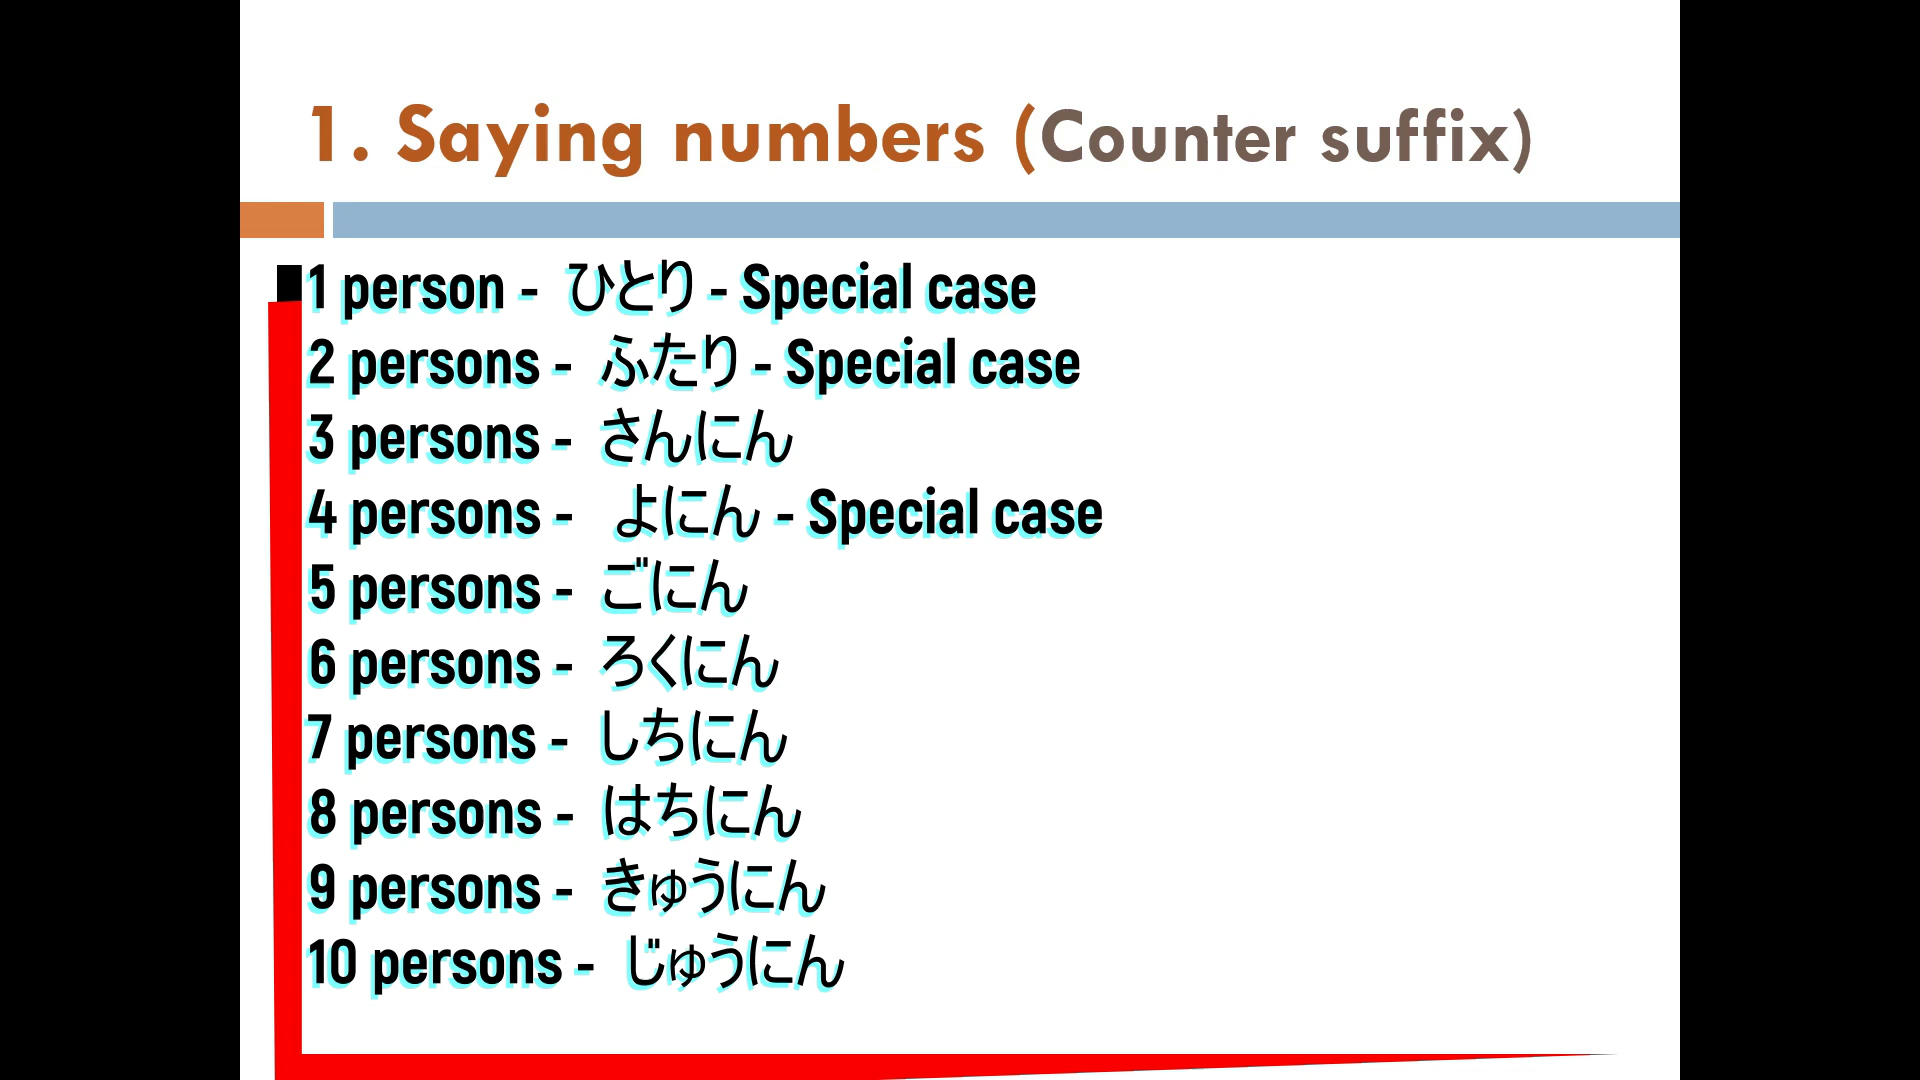 1. Saying numbers (Counter suffix)
1 person - ひとり - Special case
2 persons - ふたり - Special case
3 persons - さんにん
4 persons - よにん - Special case
5 persons - ごにん
6 persons - ろくにん
7 persons - しちにん
8 persons - はちにん
9 persons - きゅうにん
10 persons - じゅうにん